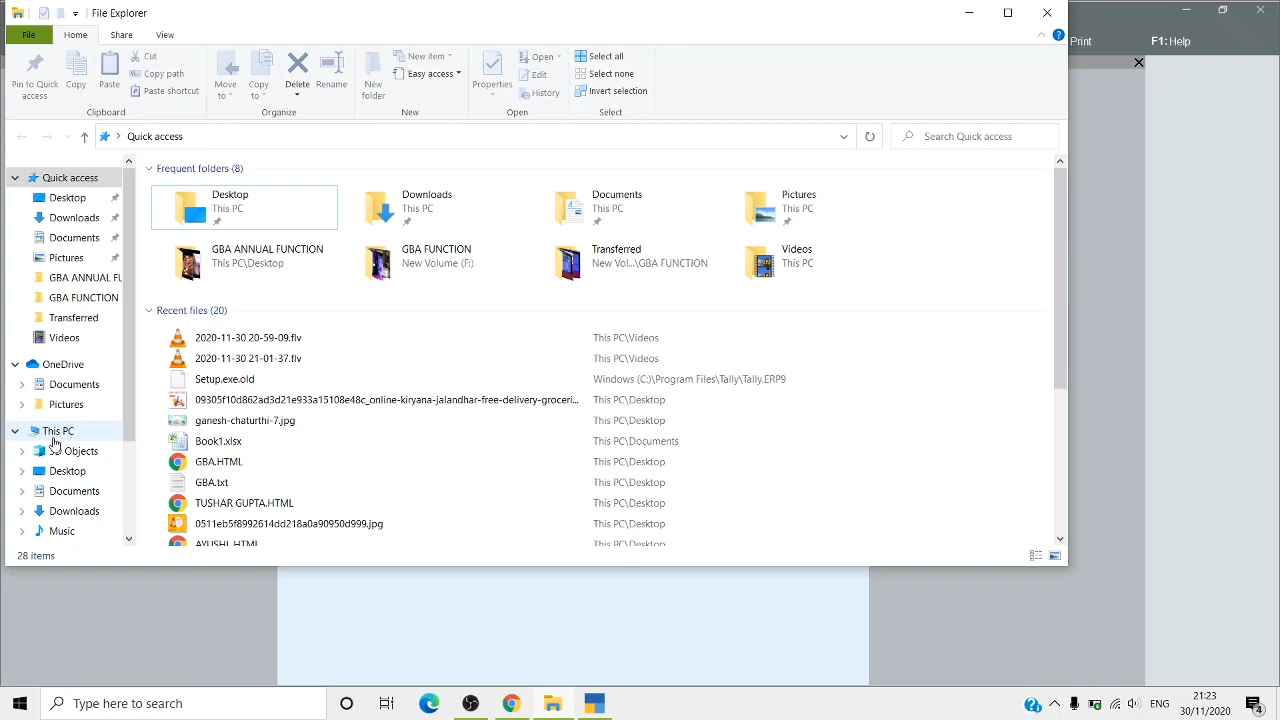 File Explorer
File Home Share View
Print F1: Help
Pin to Quick access
Copy
Paste
Cut
Copy path
Paste shortcut
Clipboard
Move to
Copy to
Delete
Rename
Organize
New folder
New item
Easy access
New
Properties
Open
Edit
History
Open
Select all
Select none
Invert selection
Select
Quick access
Search Quick access
Quick access
Desktop
Downloads
Documents
Pictures
GBA ANNUAL FU
GBA FUNCTION
Transferred
Videos
OneDrive
Documents
Pictures
This PC
Objects
Desktop
Documents
Downloads
Music
Frequent folders (8)
Desktop
This PC
Downloads
This PC
Documents
This PC
Pictures
This PC
GBA ANNUAL FUNCTION
This PC\Desktop
GBA FUNCTION
New Volume (F:)
Transferred
New Vol...\GBA FUNCTION
Videos
This PC
Recent files (20)
2020-11-30 20-59-09.flv This PC\Videos
2020-11-30 21-01-37.flv This PC\Videos
Setup.exe.old Windows (C:)\Program Files\Tally\Tally.ERP9
09305f10d862ad3d21e933a15108e48c_online-kiryana-jalandhar-free-delivery-groceri... This PC\Desktop
ganesh-chaturthi-7.jpg This PC\Desktop
Book1.xlsx This PC\Documents
GBA.HTML This PC\Desktop
GBA.txt This PC\Desktop
TUSHAR GUPTA.HTML This PC\Desktop
0511eb5f8992614dd218a0a90950d999.jpg This PC\Desktop
AYUSHI HTML This PC\Desktop
28 items
Type here to search
ENG
21:23
30/11/2020
4